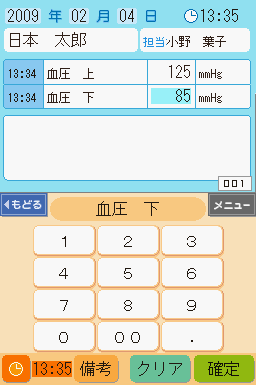 2009 年 02 月 04 日 13:35
日本 太郎 担当:小野 葉子
13:34 血圧 上 125 mmHg
13:34 血圧 下 85 mmHg
001
もどる 血圧 下 メニュー
1 2 3
4 5 6
7 8 9
0 00 .
13:35 備考 クリア 確定